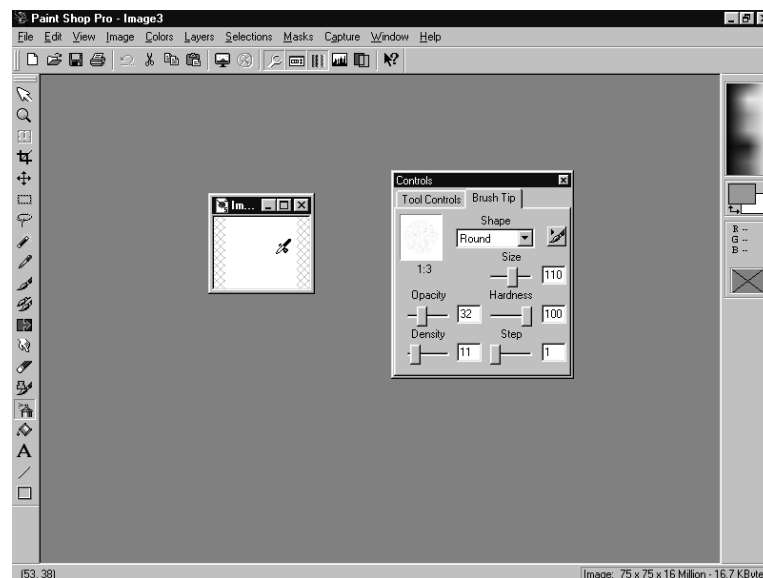 Paint Shop Pro - Image3
File Edit View Image Colors Layers Selections Masks Capture Window Help
Im...
Controls
Tool Controls Brush Tip
Shape
Round
1:3
Size
110
Opacity Hardness
32 100
Density Step
11 1
R --
G --
B --
A
(53, 38) Image: 75 x 75 x 16 Million - 16.7 KByte